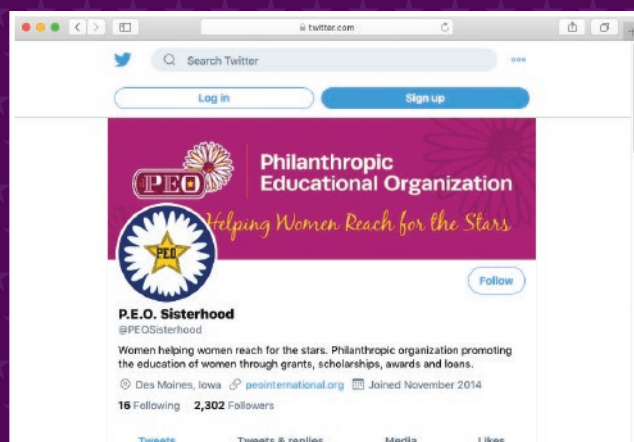 twitter.com
Search Twitter
Log in
Sign up
PEO
Philanthropic
Educational Organization
Helping Women Reach for the Stars
PEO
Follow
P.E.O. Sisterhood
@PEOSisterhood
Women helping women reach for the stars. Philanthropic organization promoting
the education of women through grants, scholarships, awards and loans.
Des Moines, Iowa peointernational.org Joined November 2014
16 Following 2,302 Followers
Tweets Tweets & replies Media Likes